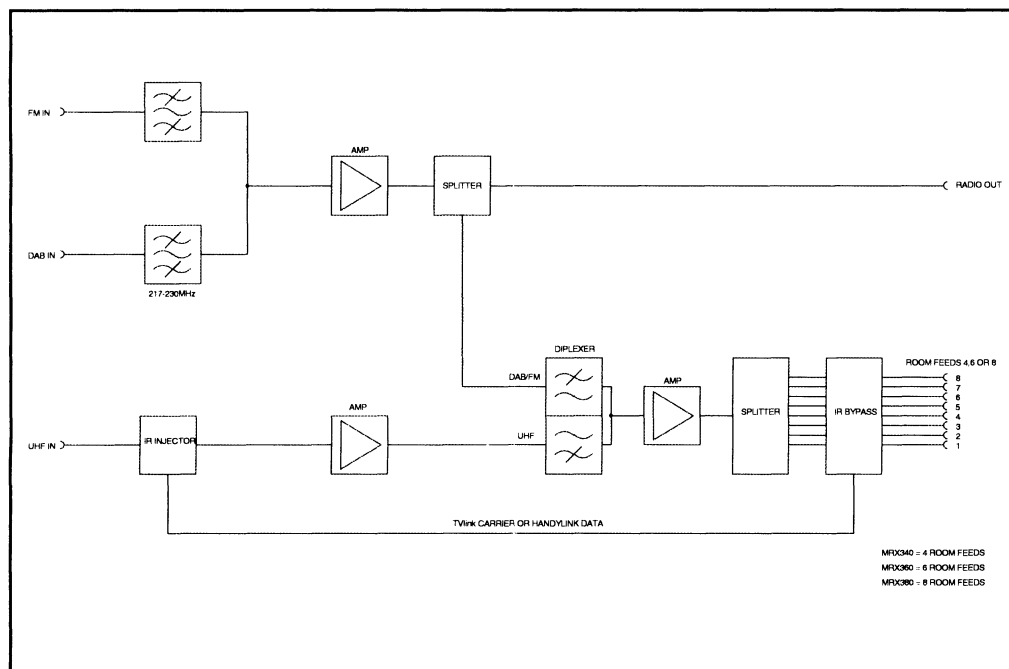 FM IN
AMP
SPLITTER
RADIO OUT
DAB IN
217-230MHz
DIPLEXER
ROOM FEEDS 4,6 OR 8
DAB/FM
8
7
6
5
4
3
2
1
AMP
AMP
SPLITTER
IR BYPASS
UHF
UHF IN
IR INJECTOR
TVlink CARRIER OR HANDYLINK DATA
MRX340 = 4 ROOM FEEDS
MRX360 = 6 ROOM FEEDS
MRX380 = 8 ROOM FEEDS